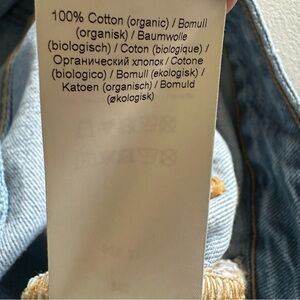 100% Cotton (organic) / Bomull
(organisk) / Baumwolle
(biologisch) / Coton (biologique) /
Органический хлопок / Cotone
(biologico) / Bomull (ekologisk) /
Katoen (organisch) / Bomuld
(økologisk)